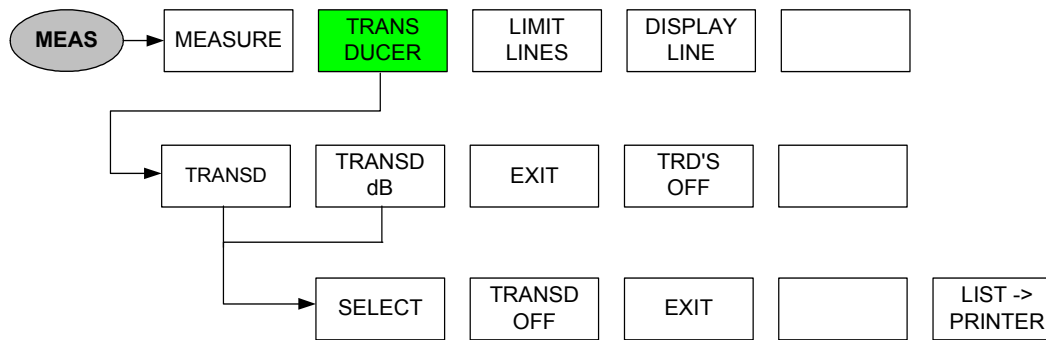 MEAS
MEASURE
TRANS
DUCER
LIMIT
LINES
DISPLAY
LINE
TRANSD
TRANSD
dB
EXIT
TRD'S
OFF
SELECT
TRANSD
OFF
EXIT
LIST ->
PRINTER